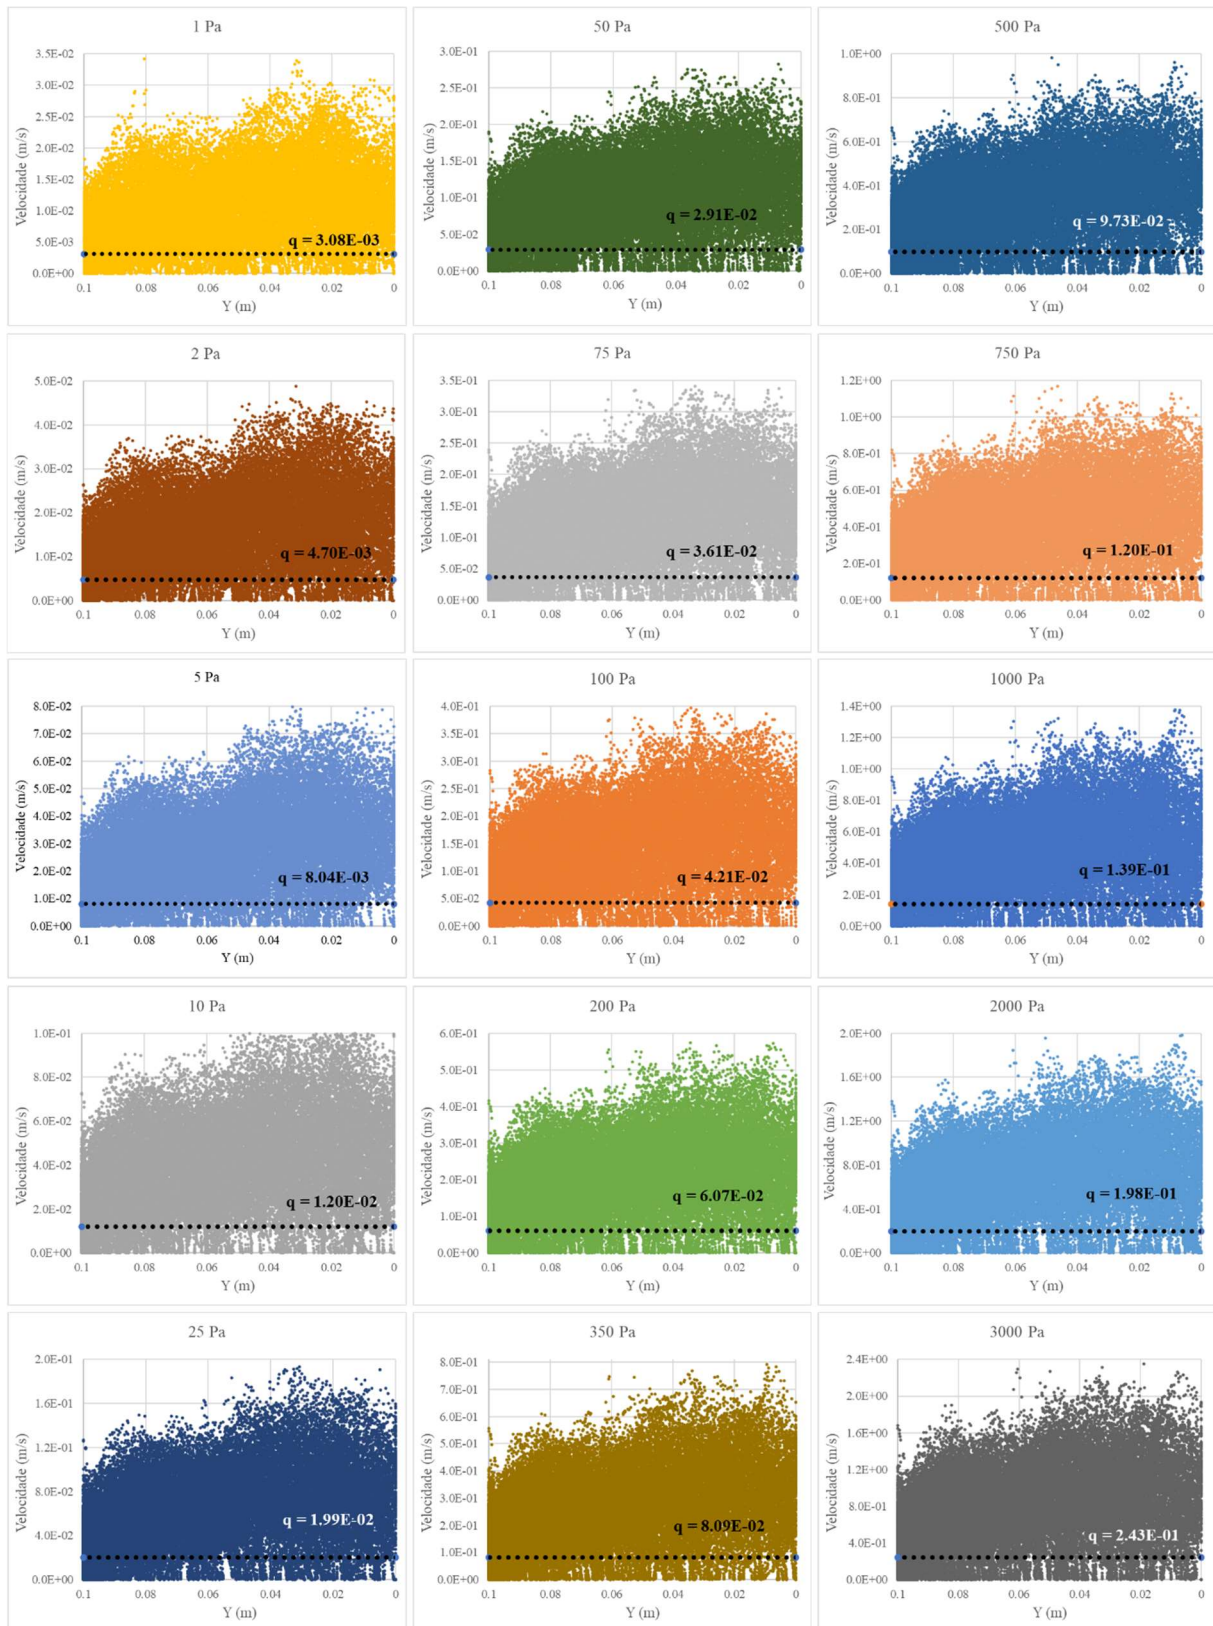 1 Pa
3.5E-02
3.0E-02
2.5E-02
2.0E-02
1.5E-02
1.0E-02
5.0E-03
0.0E+00
Velocidade (m/s)
q = 3.08E-03
0.1 0.08 0.06 0.04 0.02 0
Y (m)
50 Pa
3.0E-01
2.5E-01
2.0E-01
1.5E-01
1.0E-01
5.0E-02
0.0E+00
Velocidade (m/s)
q = 2.91E-02
0.1 0.08 0.06 0.04 0.02 0
Y (m)
500 Pa
1.0E+00
8.0E-01
6.0E-01
4.0E-01
2.0E-01
0.0E+00
Velocidade (m/s)
q = 9.73E-02
0.1 0.08 0.06 0.04 0.02 0
Y (m)
2 Pa
5.0E-02
4.0E-02
3.0E-02
2.0E-02
1.0E-02
0.0E+00
Velocidade (m/s)
q = 4.70E-03
0.1 0.08 0.06 0.04 0.02 0
Y (m)
75 Pa
3.5E-01
3.0E-01
2.5E-01
2.0E-01
1.5E-01
1.0E-01
5.0E-02
0.0E+00
Velocidade (m/s)
q = 3.61E-02
0.1 0.08 0.06 0.04 0.02 0
Y (m)
750 Pa
1.2E+00
1.0E+00
8.0E-01
6.0E-01
4.0E-01
2.0E-01
0.0E+00
Velocidade (m/s)
q = 1.20E-01
0.1 0.08 0.06 0.04 0.02 0
Y (m)
5 Pa
8.0E-02
7.0E-02
6.0E-02
5.0E-02
4.0E-02
3.0E-02
2.0E-02
1.0E-02
0.0E+00
Velocidade (m/s)
q = 8.04E-03
0.1 0.08 0.06 0.04 0.02 0
Y (m)
100 Pa
4.0E-01
3.5E-01
3.0E-01
2.5E-01
2.0E-01
1.5E-01
1.0E-01
5.0E-02
0.0E+00
Velocidade (m/s)
q = 4.21E-02
0.1 0.08 0.06 0.04 0.02 0
Y (m)
1000 Pa
1.4E+00
1.2E+00
1.0E+00
8.0E-01
6.0E-01
4.0E-01
2.0E-01
0.0E+00
Velocidade (m/s)
q = 1.39E-01
0.1 0.08 0.06 0.04 0.02 0
Y (m)
10 Pa
1.0E-01
8.0E-02
6.0E-02
4.0E-02
2.0E-02
0.0E+00
Velocidade (m/s)
q = 1.20E-02
0.1 0.08 0.06 0.04 0.02 0
Y (m)
200 Pa
6.0E-01
5.0E-01
4.0E-01
3.0E-01
2.0E-01
1.0E-01
0.0E+00
Velocidade (m/s)
q = 6.07E-02
0.1 0.08 0.06 0.04 0.02 0
Y (m)
2000 Pa
2.0E+00
1.6E+00
1.2E+00
8.0E-01
4.0E-01
0.0E+00
Velocidade (m/s)
q = 1.98E-01
0.1 0.08 0.06 0.04 0.02 0
Y (m)
25 Pa
2.0E-01
1.6E-01
1.2E-01
8.0E-02
4.0E-02
0.0E+00
Velocidade (m/s)
q = 1.99E-02
0.1 0.08 0.06 0.04 0.02 0
Y (m)
350 Pa
8.0E-01
7.0E-01
6.0E-01
5.0E-01
4.0E-01
3.0E-01
2.0E-01
1.0E-01
0.0E+00
Velocidade (m/s)
q = 8.09E-02
0.1 0.08 0.06 0.04 0.02 0
Y (m)
3000 Pa
2.4E+00
2.0E+00
1.6E+00
1.2E+00
8.0E-01
4.0E-01
0.0E+00
Velocidade (m/s)
q = 2.43E-01
0.1 0.08 0.06 0.04 0.02 0
Y (m)